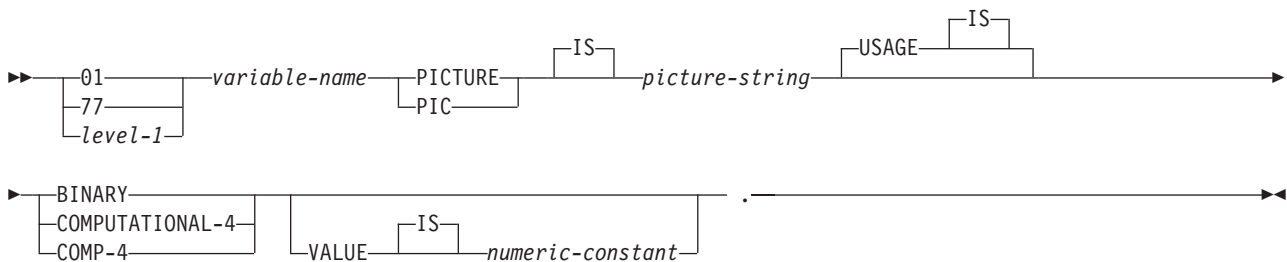 IS
IS USAGE
01 variable-name PICTURE picture-string
77 PIC
level-1
BINARY .
COMPUTATIONAL-4 IS
COMP-4 VALUE numeric-constant